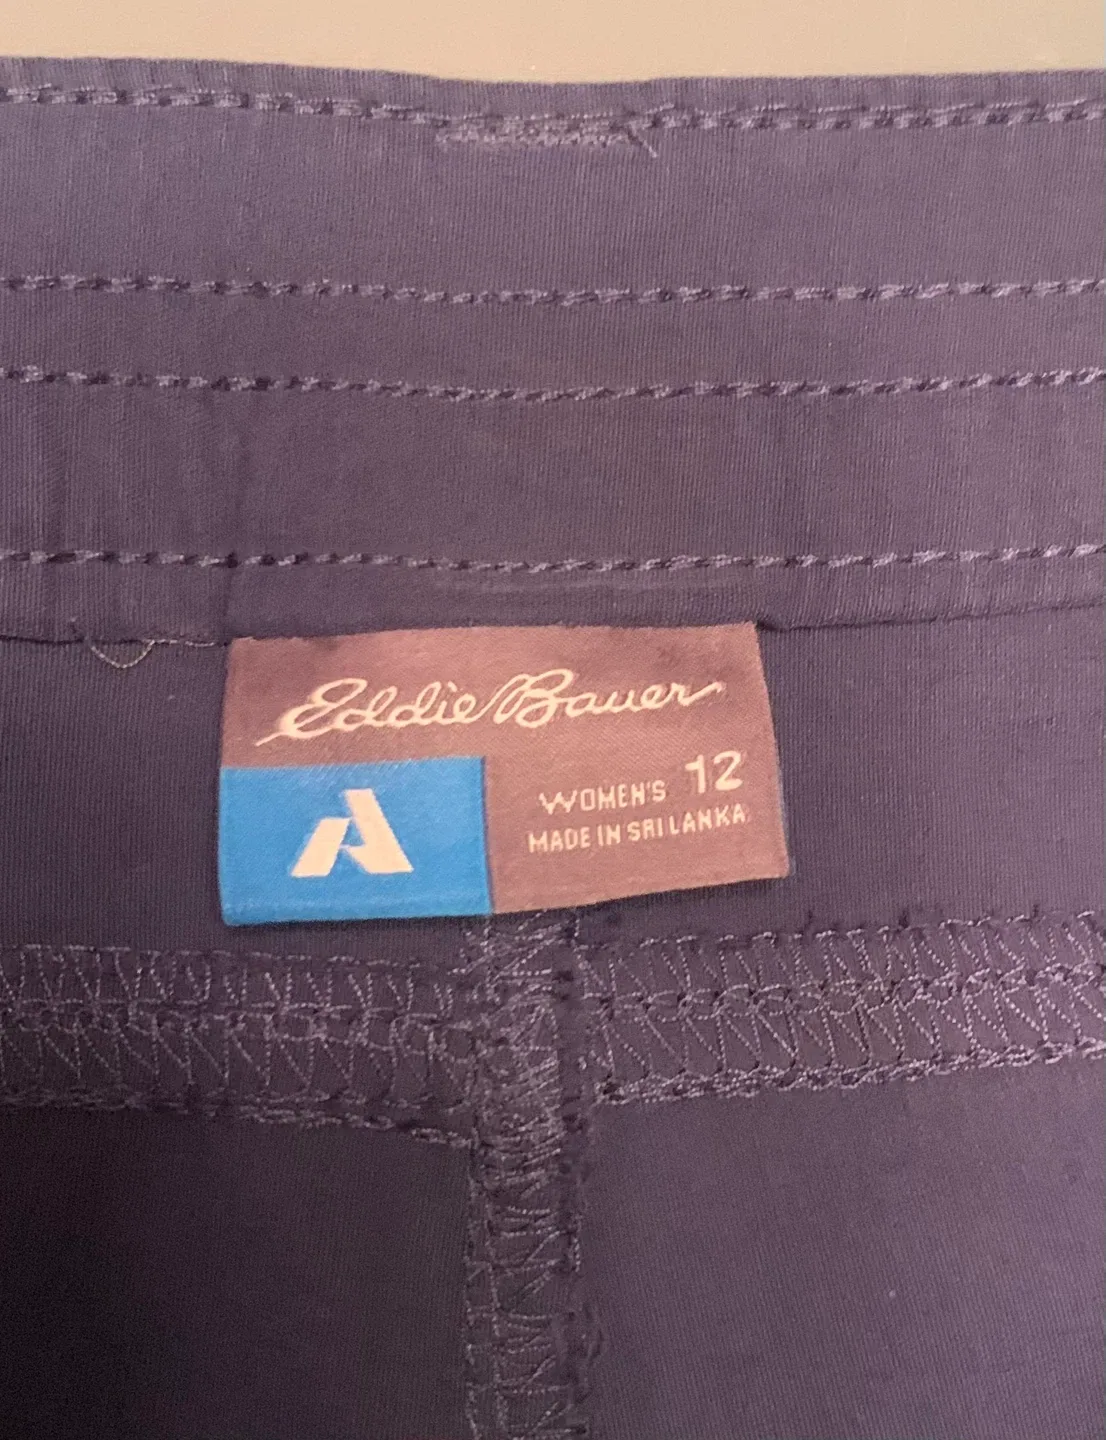 Eddie Bauer
A
WOMEN'S 12
MADE IN SRI LANKA